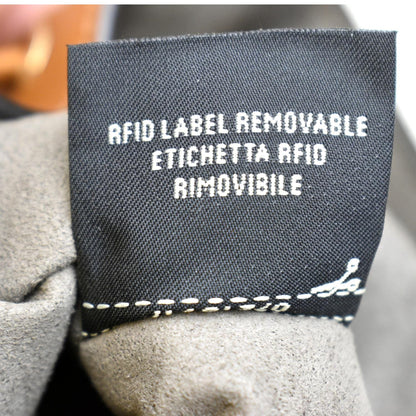 RFID LABEL REMOVABLE
ETICHETTA RFID
RIMOVIBILE